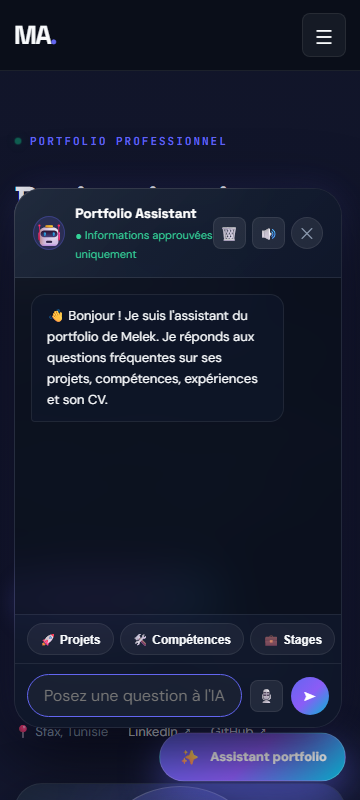 MA.
PORTFOLIO PROFESSIONNEL
Portfolio Assistant
● Informations approuvées
uniquement
👋 Bonjour ! Je suis l'assistant du
portfolio de Melek. Je réponds aux
questions fréquentes sur ses
projets, compétences, expériences
et son CV.
🚀 Projets
🛠️ Compétences
💼 Stages
Posez une question à l'IA
📍 Sfax, Tunisie LinkedIn ↗ GitHub ↗
✨ Assistant portfolio